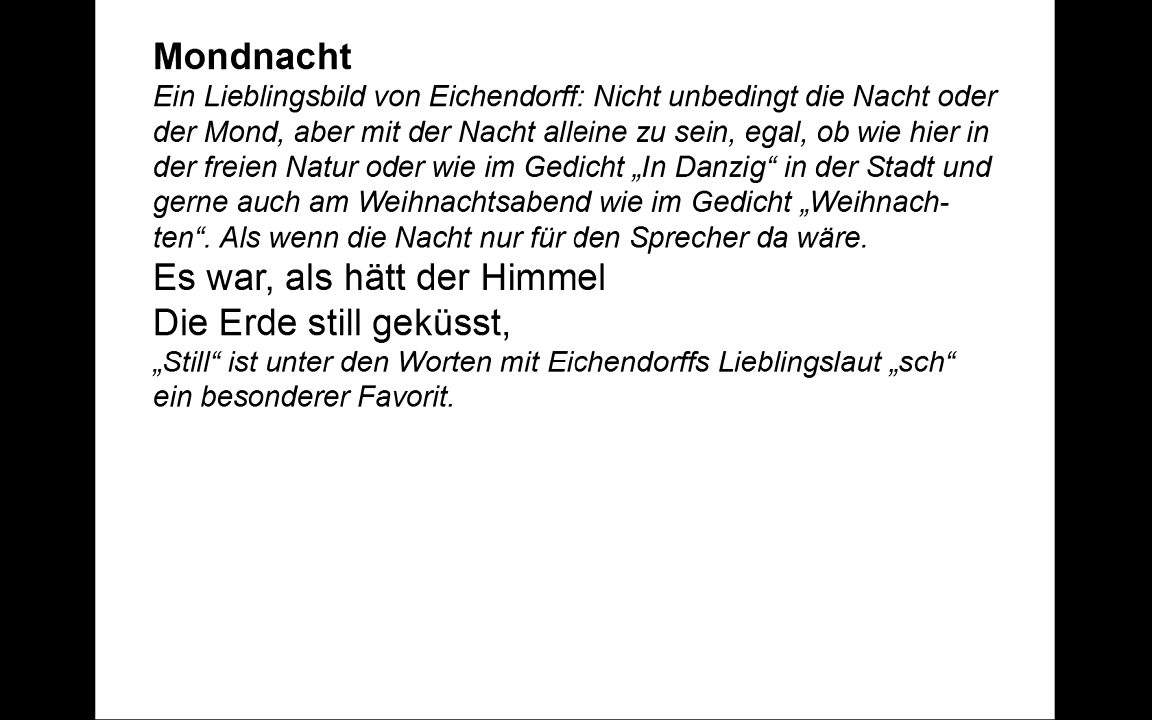 Mondnacht
Ein Lieblingsbild von Eichendorff: Nicht unbedingt die Nacht oder
der Mond, aber mit der Nacht alleine zu sein, egal, ob wie hier in
der freien Natur oder wie im Gedicht „In Danzig“ in der Stadt und
gerne auch am Weihnachtsabend wie im Gedicht „Weihnach-
ten“. Als wenn die Nacht nur für den Sprecher da wäre.
Es war, als hätt der Himmel
Die Erde still geküsst,
„Still“ ist unter den Worten mit Eichendorffs Lieblingslaut „sch“
ein besonderer Favorit.